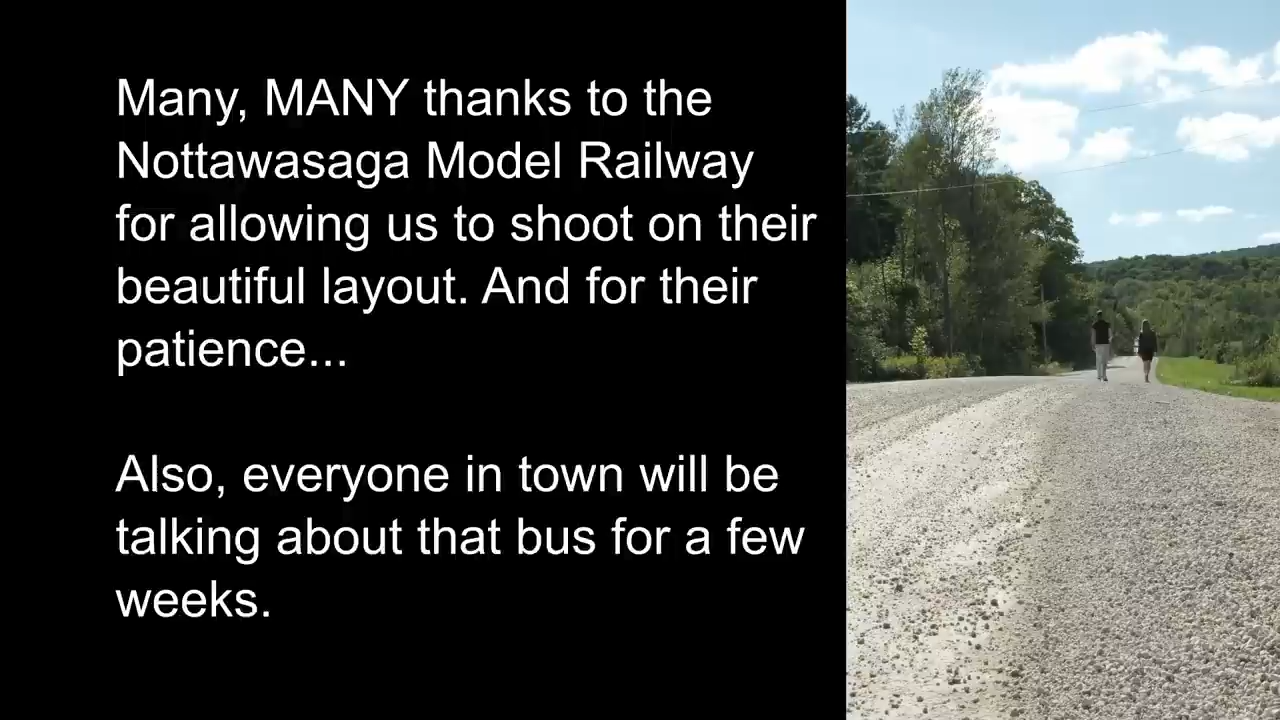 Many, MANY thanks to the
Nottawasaga Model Railway
for allowing us to shoot on their
beautiful layout. And for their
patience...
Also, everyone in town will be
talking about that bus for a few
weeks.